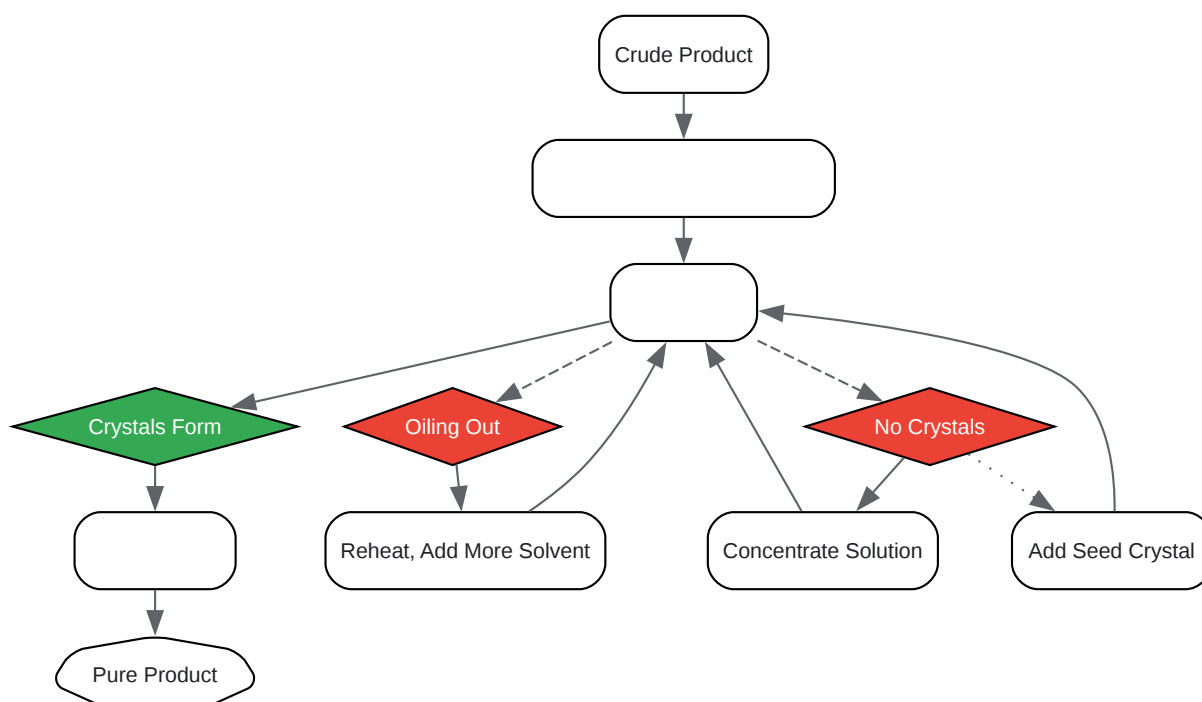 Crude Product
Crystals Form
Oiling Out
No Crystals
Reheat, Add More Solvent
Concentrate Solution
Add Seed Crystal
Pure Product